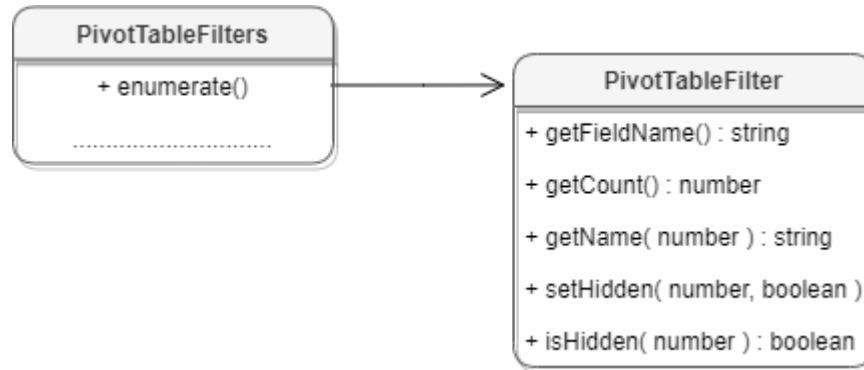 PivotTableFilters
+ enumerate()
PivotTableFilter
+ getFieldName() : string
+ getCount() : number
+ getName( number ) : string
+ setHidden( number, boolean )
+ isHidden( number ) : boolean